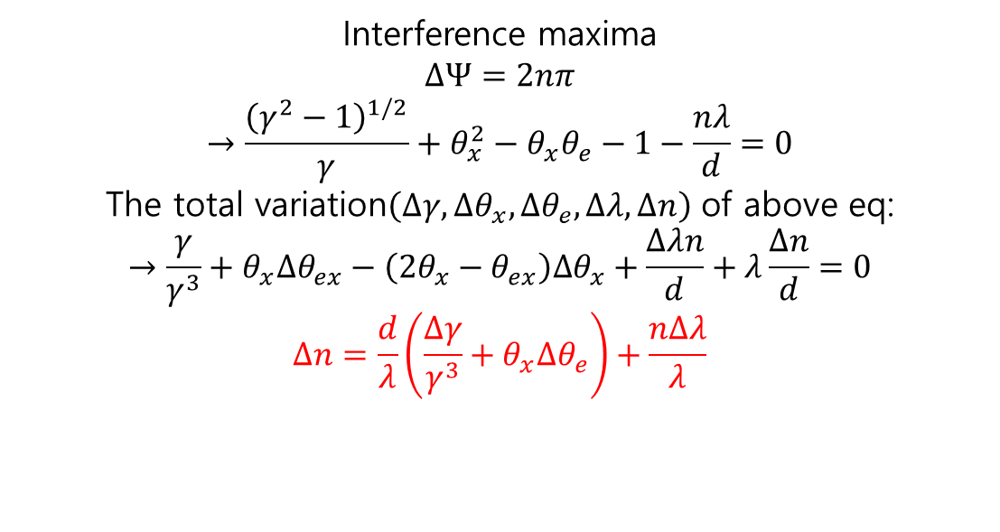 Interference maxima
ΔΨ = 2nπ
→ (γ² − 1)^{1/2} / γ + θ_x² − θ_xθ_e − 1 − nλ/d = 0
The total variation(Δγ, Δθ_x, Δθ_e, Δλ, Δn) of above eq:
→ γ/γ³ + θ_xΔθ_{ex} − (2θ_x − θ_{ex})Δθ_x + Δλn/d + λ Δn/d = 0
Δn = d/λ (Δγ/γ³ + θ_xΔθ_e) + nΔλ/λ